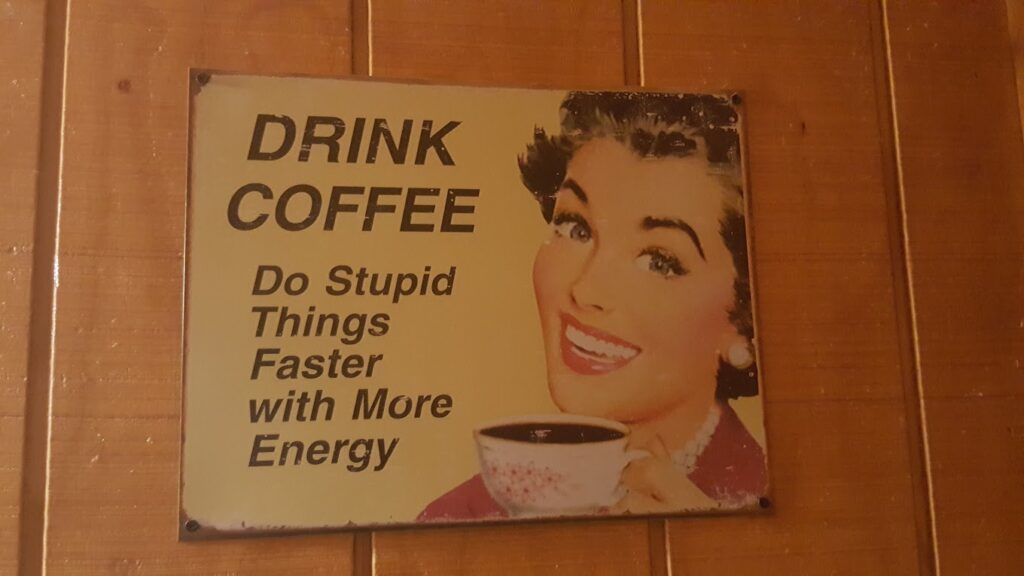 DRINK
COFFEE
Do Stupid
Things
Faster
with More
Energy